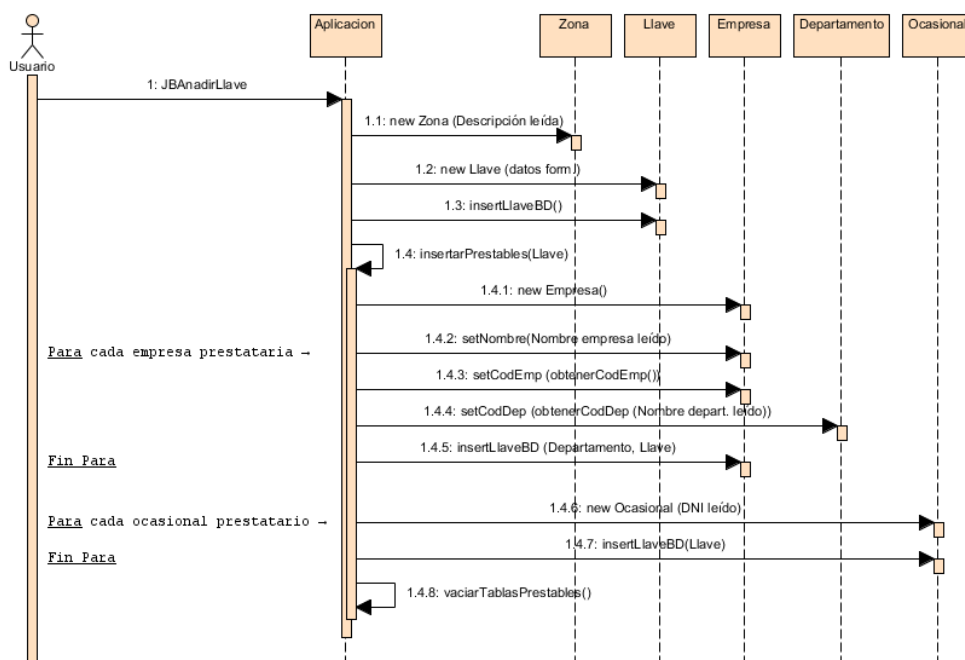 Aplicacion
Zona
Llave
Empresa
Departamento
Ocasional
Usuario
1: JBAnadirLlave
1.1: new Zona (Descripción leída)
1.2: new Llave (datos form.)
1.3: insertLlaveBD()
1.4: insertarPrestables(Llave)
1.4.1: new Empresa()
1.4.2: setNombre(Nombre empresa leído)
Para cada empresa prestataria →
1.4.3: setCodEmp (obtenerCodEmp())
1.4.4: setCodDep (obtenerCodDep (Nombre depart. leído))
1.4.5: insertLlaveBD (Departamento, Llave)
Fin Para
1.4.6: new Ocasional (DNI leído)
Para cada ocasional prestatario →
1.4.7: insertLlaveBD(Llave)
Fin Para
1.4.8: vaciarTablasPrestables()